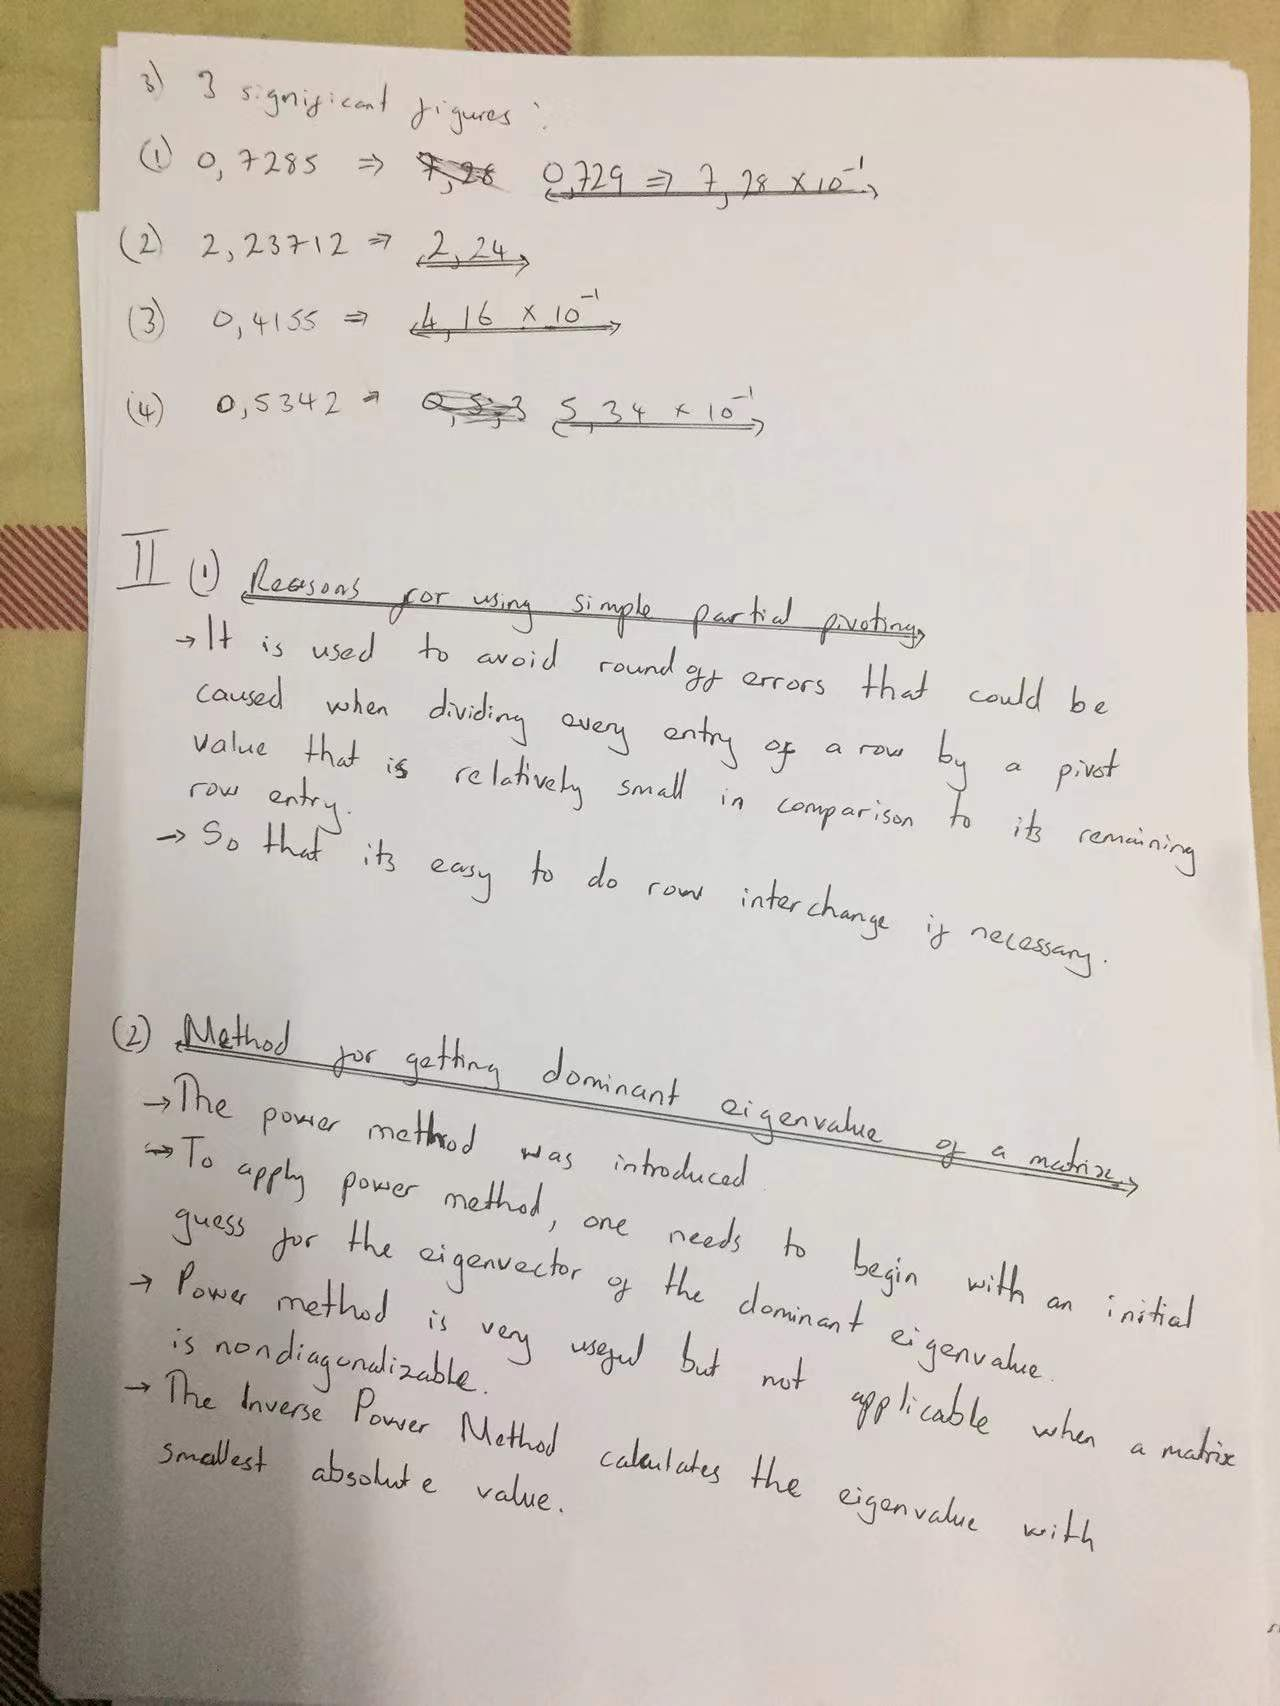 3) 3 significant figures :
(1) 0,7285 ⇒ 0,729 ⇒ 7,28 × 10⁻¹
(2) 2,23712 ⇒ 2,24
(3) 0,4155 ⇒ 4,16 × 10⁻¹
(4) 0,5342 → 5,34 × 10⁻¹
II (1) Reasons for using simple partial pivoting
→ It is used to avoid round off errors that could be
caused when dividing every entry of a row by a pivot
value that is relatively small in comparison to its remaining
row entry.
→ So that its easy to do row interchange if necessary.
(2) Method for getting dominant eigenvalue of a matrix
→ The power method was introduced
→ To apply power method, one needs to begin with an initial
guess for the eigenvector of the dominant eigenvalue.
→ Power method is very useful but not applicable when a matrix
is nondiagonalizable.
→ The Inverse Power Method calculates the eigenvalue with
smallest absolute value.